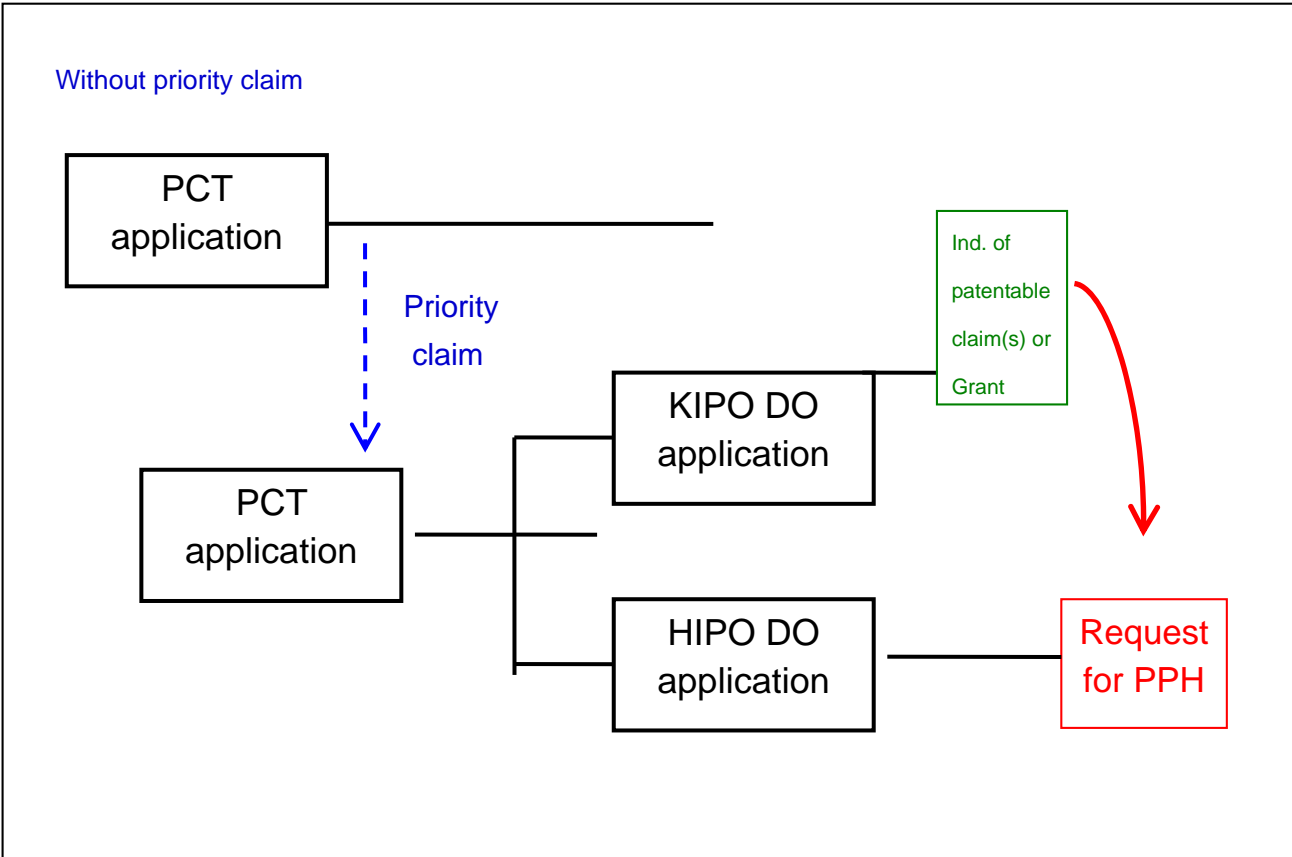 Without priority claim
PCT
application
Priority
claim
Ind. of
patentable
claim(s) or
Grant
KIPO DO
application
PCT
application
HIPO DO
application
Request
for PPH